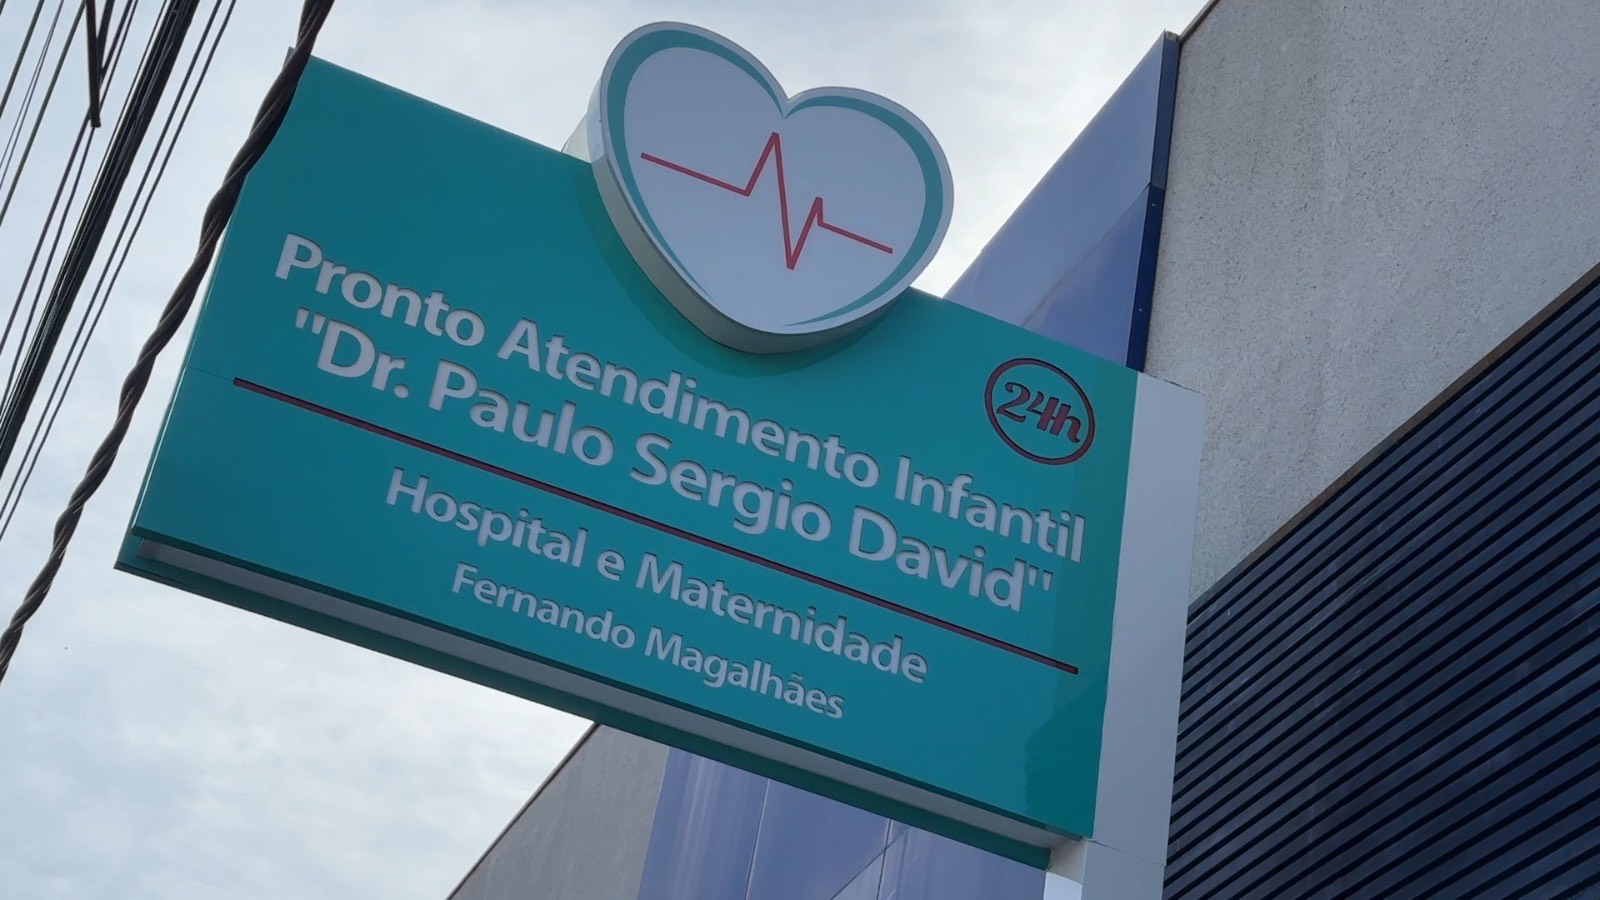 24h
Pronto Atendimento Infantil
"Dr. Paulo Sergio David"
Hospital e Maternidade
Fernando Magalhães